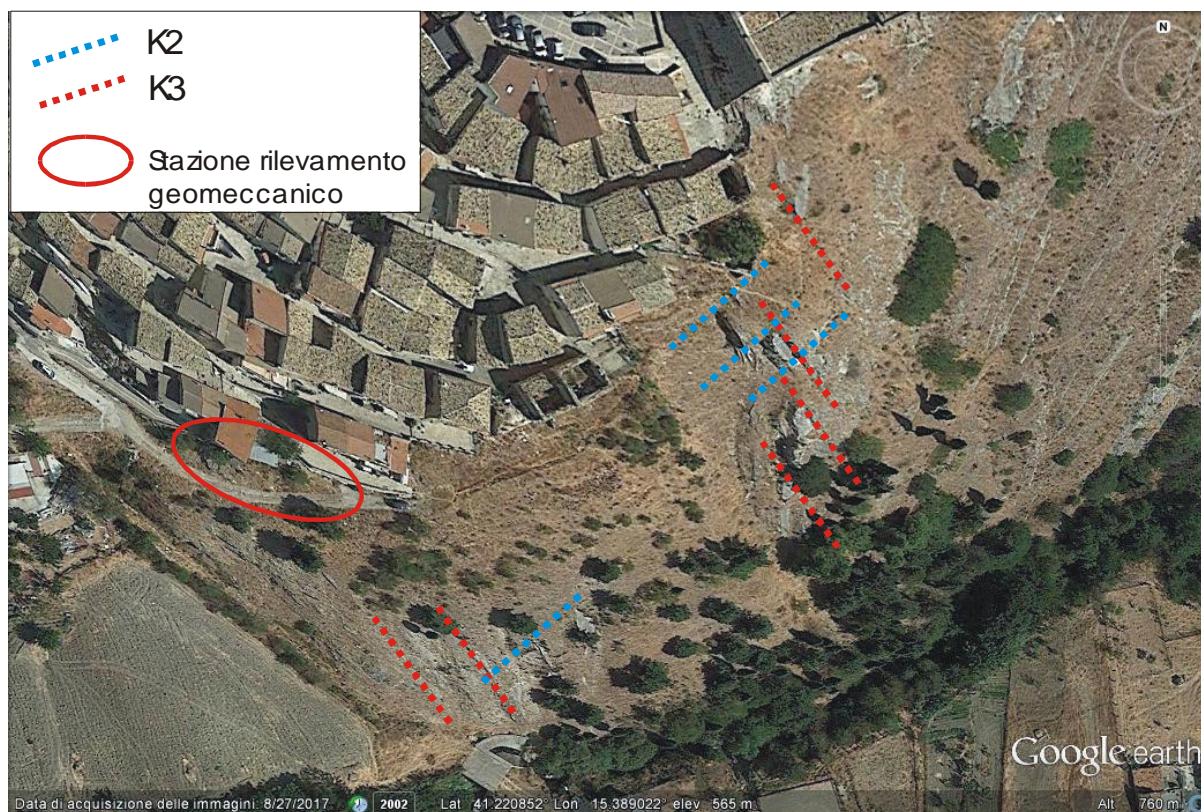 K2
K3
Stazione rilevamento
geomeccanico
N
Google earth
Data di acquisizione delle immagini: 8/27/2017 2002 Lat 41.220852° Lon 15.389022° elev 565 m Alt 760 m